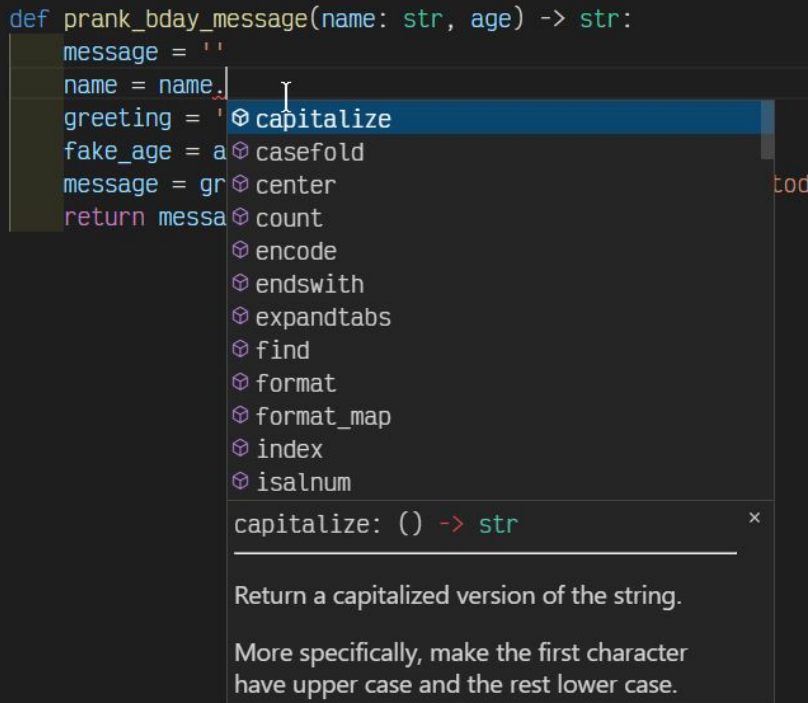 def prank_bday_message(name: str, age) -> str:
message = ''
name = name.
greeting = '
fake_age = a
message = gr
return messa
capitalize
casefold
center
count
encode
endswith
expandtabs
find
format
format_map
index
isalnum
capitalize: () -> str
×
Return a capitalized version of the string.
More specifically, make the first character
have upper case and the rest lower case.